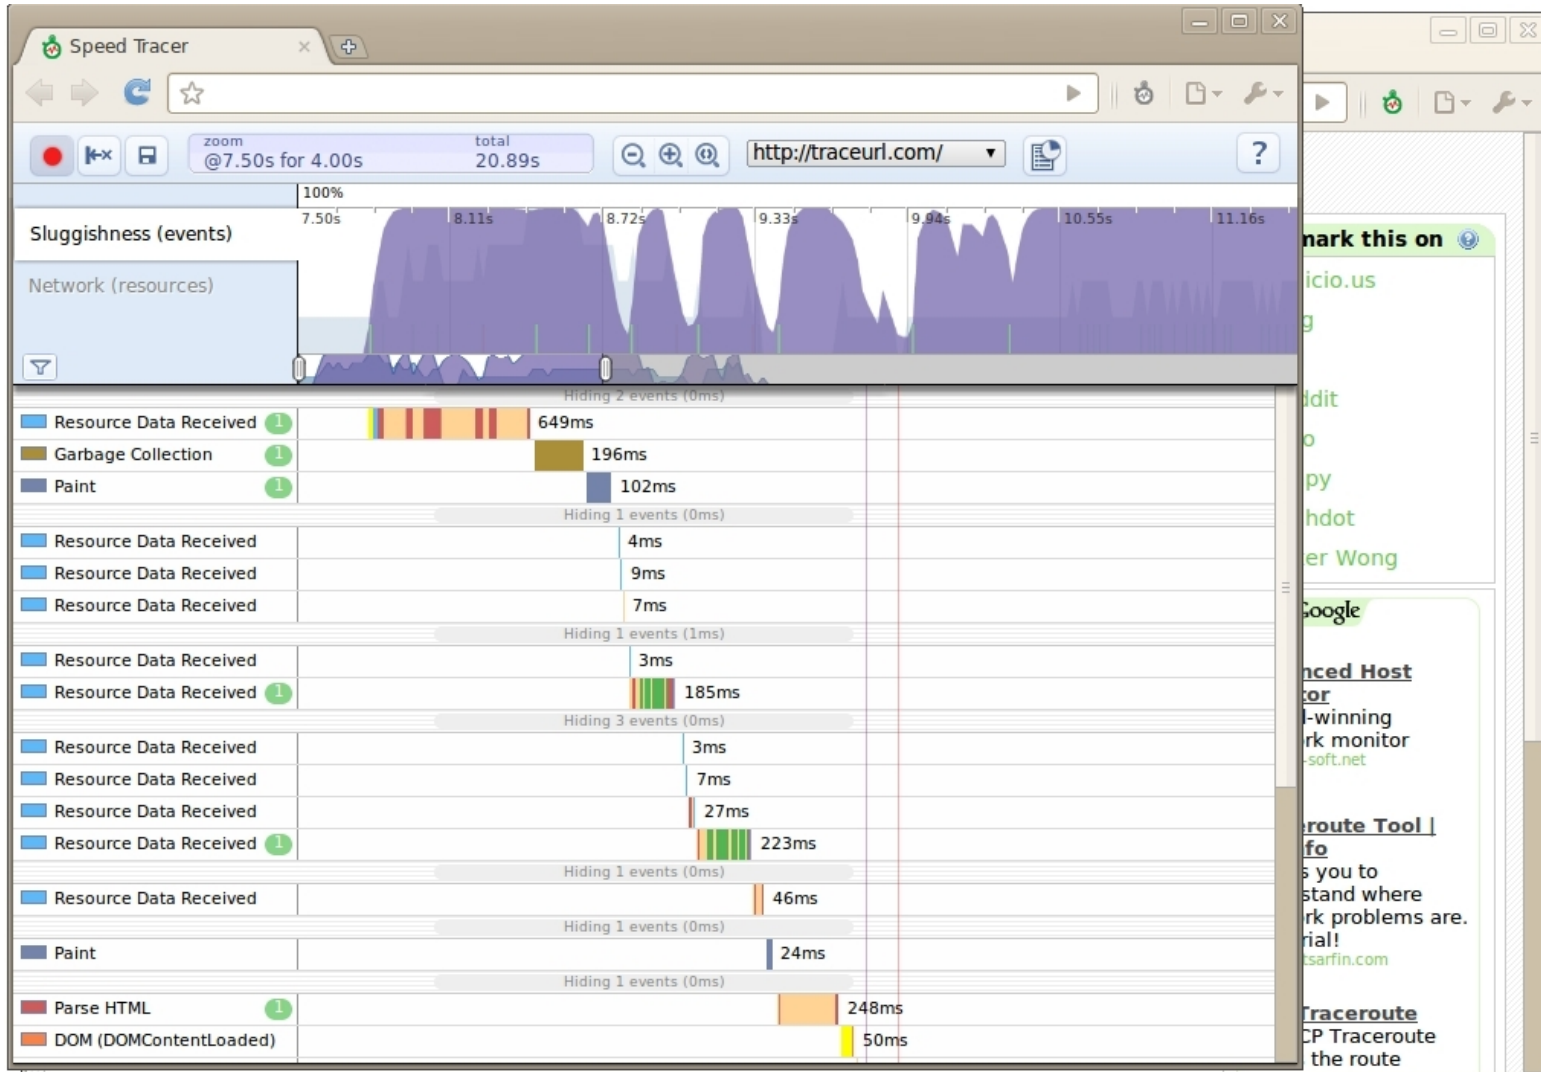 Speed Tracer
zoom
@7.50s for 4.00s
total
20.89s
http://traceurl.com/
?
100%
7.50s 8.11s 8.72s 9.33s 9.94s 10.55s 11.16s
Sluggishness (events)
Network (resources)
Hiding 2 events (0ms)
Resource Data Received 1 649ms
Garbage Collection 1 196ms
Paint 1 102ms
Hiding 1 events (0ms)
Resource Data Received 4ms
Resource Data Received 9ms
Resource Data Received 7ms
Hiding 1 events (1ms)
Resource Data Received 3ms
Resource Data Received 1 185ms
Hiding 3 events (0ms)
Resource Data Received 3ms
Resource Data Received 7ms
Resource Data Received 27ms
Resource Data Received 1 223ms
Hiding 1 events (0ms)
Resource Data Received 46ms
Hiding 1 events (0ms)
Paint 24ms
Hiding 1 events (0ms)
Parse HTML 1 248ms
DOM (DOMContentLoaded) 50ms
mark this on ?
icio.us
g
ddit
o
py
hdot
er Wong
Google
nced Host
tor
-winning
rk monitor
-soft.net
route Tool |
fo
s you to
stand where
rk problems are.
rial!
tsarfin.com
Traceroute
CP Traceroute
the route